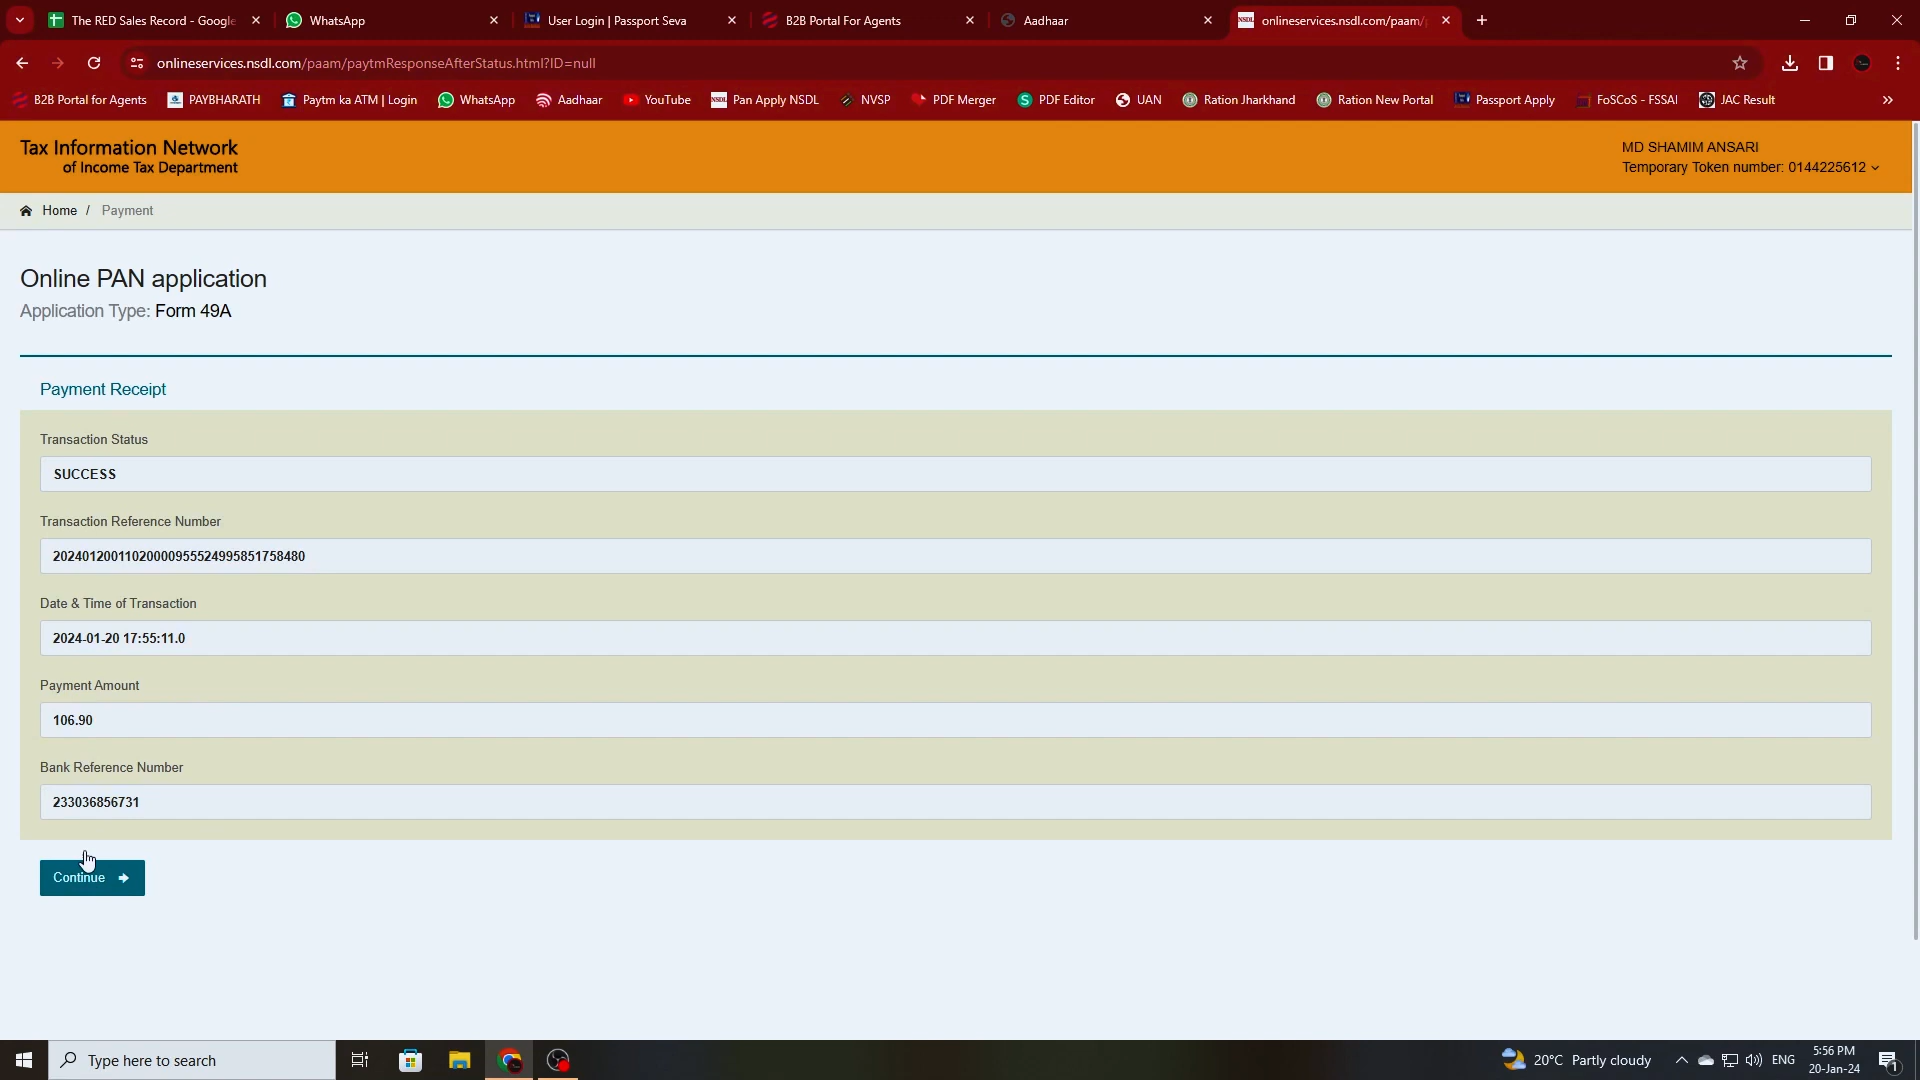 The RED Sales Record - Google
WhatsApp
User Login | Passport Seva
B2B Portal For Agents
Aadhaar
NSDL onlineservices.nsdl.com/paam/
onlineservices.nsdl.com/paam/paytmResponseAfterStatus.html?ID=null
B2B Portal for Agents
PAYBHARATH
Paytm ka ATM | Login
WhatsApp
Aadhaar
YouTube
NSDL Pan Apply NSDL
NVSP
PDF Merger
PDF Editor
UAN
Ration Jharkhand
Ration New Portal
Passport Apply
FoSCoS - FSSAI
JAC Result
Tax Information Network
of Income Tax Department
MD SHAMIM ANSARI
Temporary Token number: 0144225612
Home / Payment
Online PAN application
Application Type: Form 49A
Payment Receipt
Transaction Status
SUCCESS
Transaction Reference Number
20240120011020000955524995851758480
Date & Time of Transaction
2024-01-20 17:55:11.0
Payment Amount
106.90
Bank Reference Number
233036856731
Continue
Type here to search
20°C Partly cloudy
ENG
5:56 PM
20-Jan-24
1